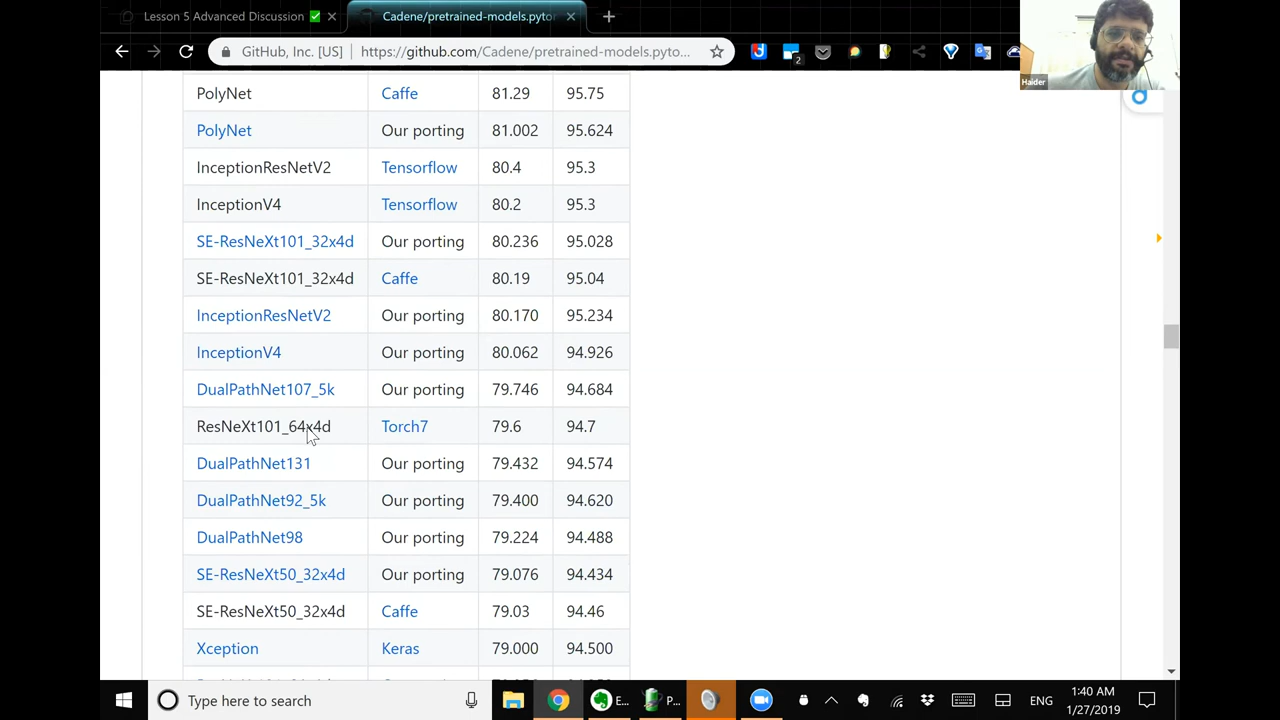 Lesson 5 Advanced Discussion
Cadene/pretrained-models.pytor
GitHub, Inc. [US]
https://github.com/Cadene/pretrained-models.pyto...
2
Haider
PolyNet Caffe 81.29 95.75
PolyNet Our porting 81.002 95.624
InceptionResNetV2 Tensorflow 80.4 95.3
InceptionV4 Tensorflow 80.2 95.3
SE-ResNeXt101_32x4d Our porting 80.236 95.028
SE-ResNeXt101_32x4d Caffe 80.19 95.04
InceptionResNetV2 Our porting 80.170 95.234
InceptionV4 Our porting 80.062 94.926
DualPathNet107_5k Our porting 79.746 94.684
ResNeXt101_64x4d Torch7 79.6 94.7
DualPathNet131 Our porting 79.432 94.574
DualPathNet92_5k Our porting 79.400 94.620
DualPathNet98 Our porting 79.224 94.488
SE-ResNeXt50_32x4d Our porting 79.076 94.434
SE-ResNeXt50_32x4d Caffe 79.03 94.46
Xception Keras 79.000 94.500
Type here to search
E...
P...
ENG
1:40 AM
1/27/2019